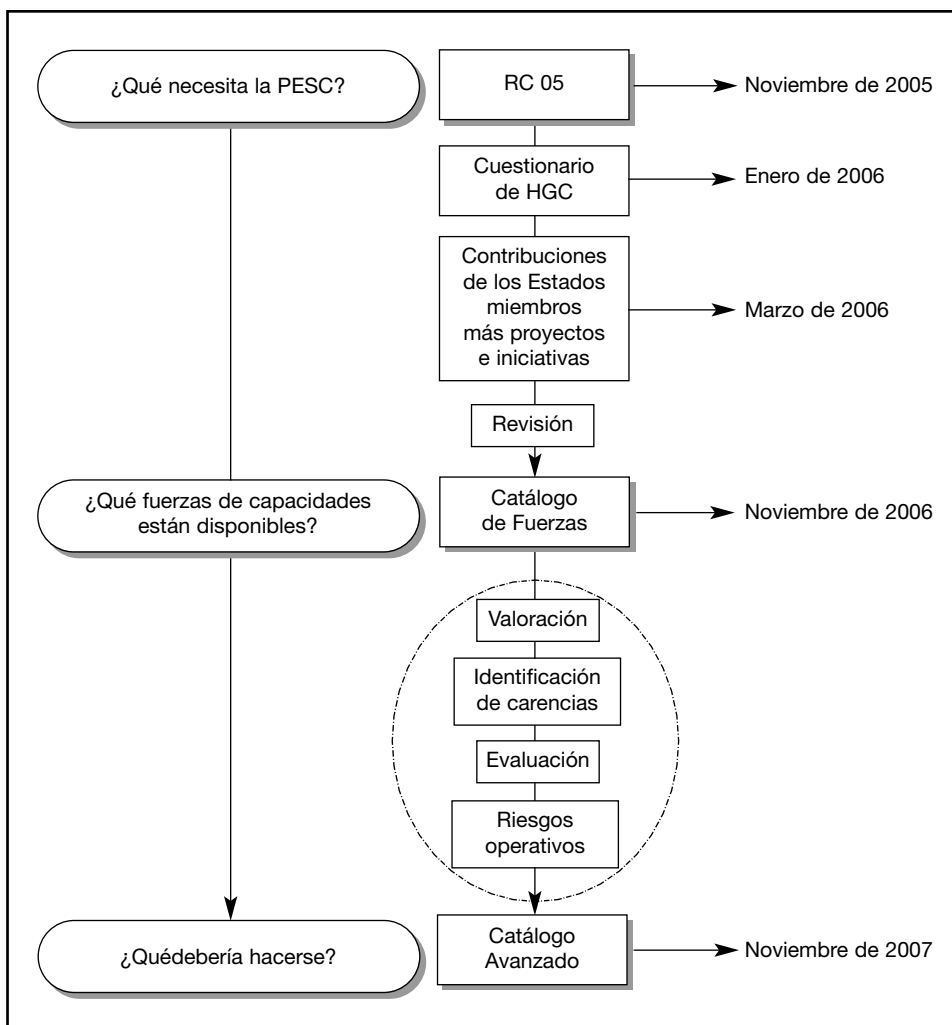 ¿Qué necesita la PESC?
RC 05
Noviembre de 2005
Cuestionario
de HGC
Enero de 2006
Contribuciones
de los Estados
miembros
más proyectos
e iniciativas
Marzo de 2006
Revisión
¿Qué fuerzas de capacidades
están disponibles?
Catálogo
de Fuerzas
Noviembre de 2006
Valoración
Identificación
de carencias
Evaluación
Riesgos
operativos
¿Quédebería hacerse?
Catálogo
Avanzado
Noviembre de 2007